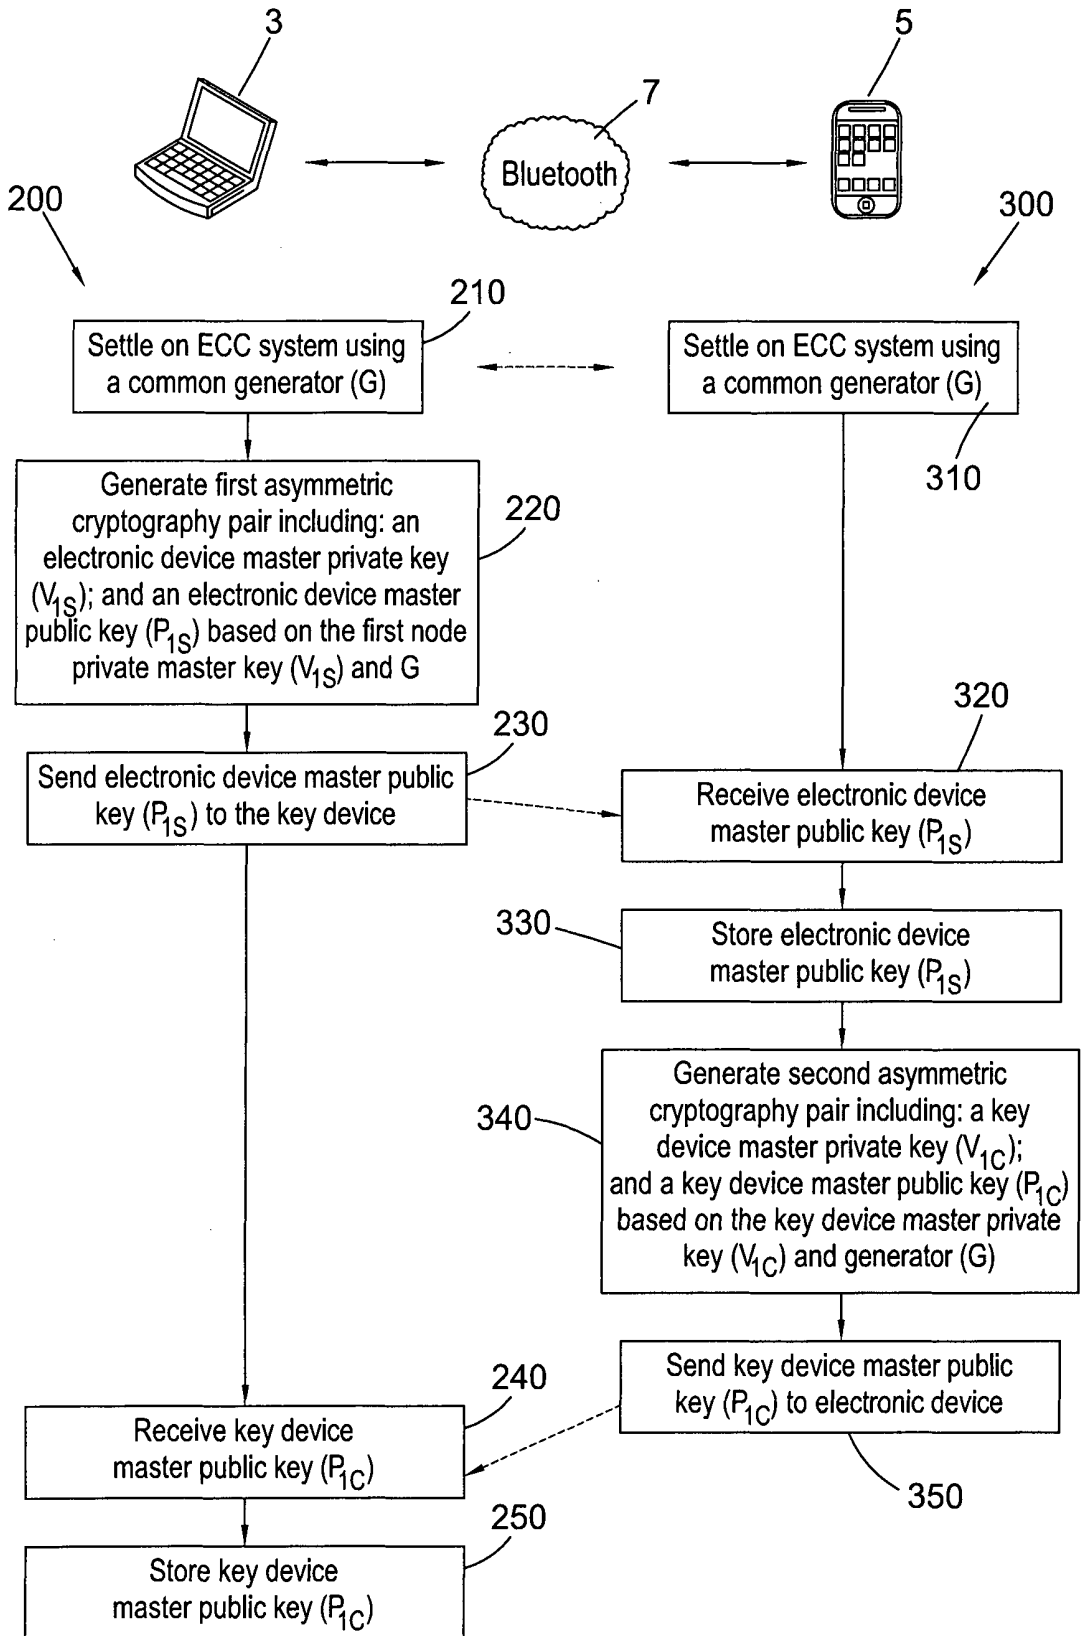 3
5
7
Bluetooth
200
300
210
Settle on ECC system using
a common generator (G)
Settle on ECC system using
a common generator (G)
310
Generate first asymmetric
cryptography pair including: an
electronic device master private key
(V1S); and an electronic device master
public key (P1S) based on the first node
private master key (V1S) and G
220
230
Send electronic device master public
key (P1S) to the key device
320
Receive electronic device
master public key (P1S)
330
Store electronic device
master public key (P1S)
340
Generate second asymmetric
cryptography pair including: a key
device master private key (V1C);
and a key device master public key (P1C)
based on the key device master private
key (V1C) and generator (G)
Send key device master public
key (P1C) to electronic device
350
240
Receive key device
master public key (P1C)
250
Store key device
master public key (P1C)